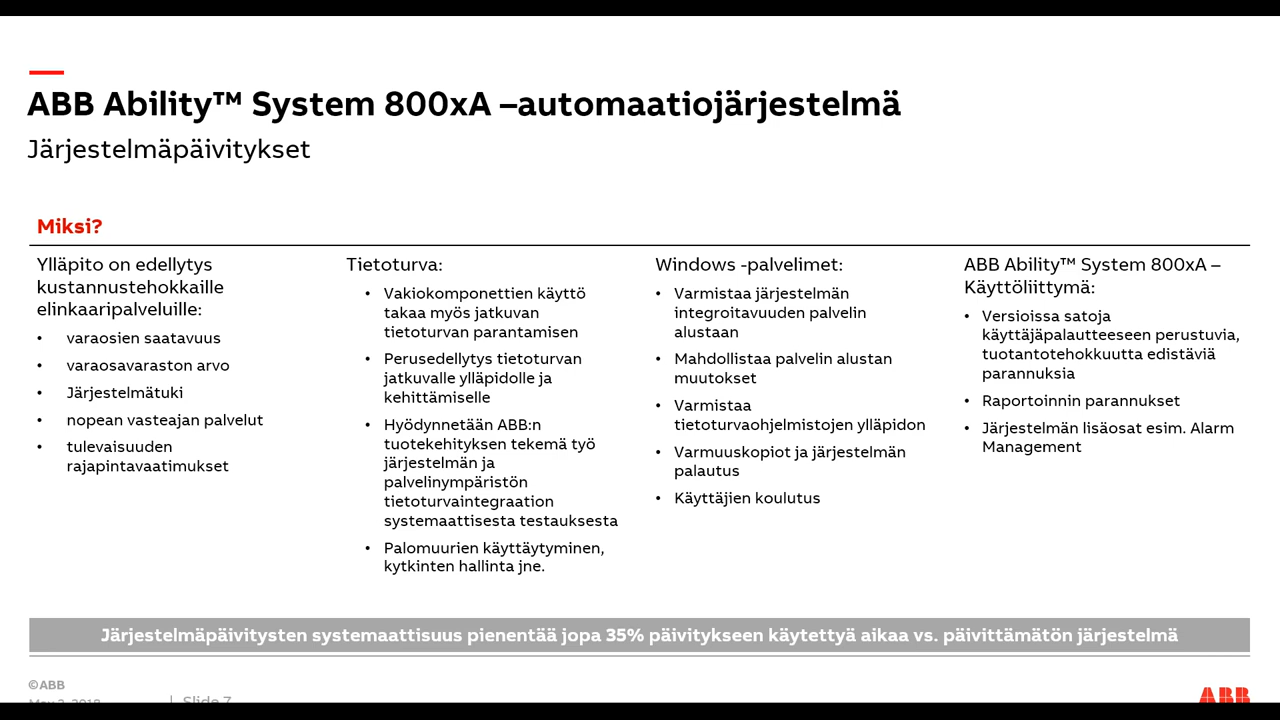 ABB Ability™ System 800xA –automaatiojärjestelmä
Järjestelmäpäivitykset
Miksi?
Ylläpito on edellytys
kustannustehokkaille
elinkaaripalveluille:
• varaosien saatavuus
• varaosavaraston arvo
• Järjestelmätuki
• nopean vasteajan palvelut
• tulevaisuuden
rajapintavaatimukset
Tietoturva:
• Vakiokomponettien käyttö
takaa myös jatkuvan
tietoturvan parantamisen
• Perusedellytys tietoturvan
jatkuvalle ylläpidolle ja
kehittämiselle
• Hyödynnetään ABB:n
tuotekehityksen tekemä työ
järjestelmän ja
palvelinympäristön
tietoturvaintegraation
systemaattisesta testauksesta
• Palomuurien käyttäytyminen,
kytkinten hallinta jne.
Windows -palvelimet:
• Varmistaa järjestelmän
integroitavuuden palvelin
alustaan
• Mahdollistaa palvelin alustan
muutokset
• Varmistaa
tietoturvaohjelmistojen ylläpidon
• Varmuuskopiot ja järjestelmän
palautus
• Käyttäjien koulutus
ABB Ability™ System 800xA –
Käyttöliittymä:
• Versioissa satoja
käyttäjäpalautteeseen perustuvia,
tuotantotehokkuutta edistäviä
parannuksia
• Raportoinnin parannukset
• Järjestelmän lisäosat esim. Alarm
Management
Järjestelmäpäivitysten systemaattisuus pienentää jopa 35% päivitykseen käytettyä aikaa vs. päivittämätön järjestelmä
©ABB
May 2, 2018 | Slide 7
ABB